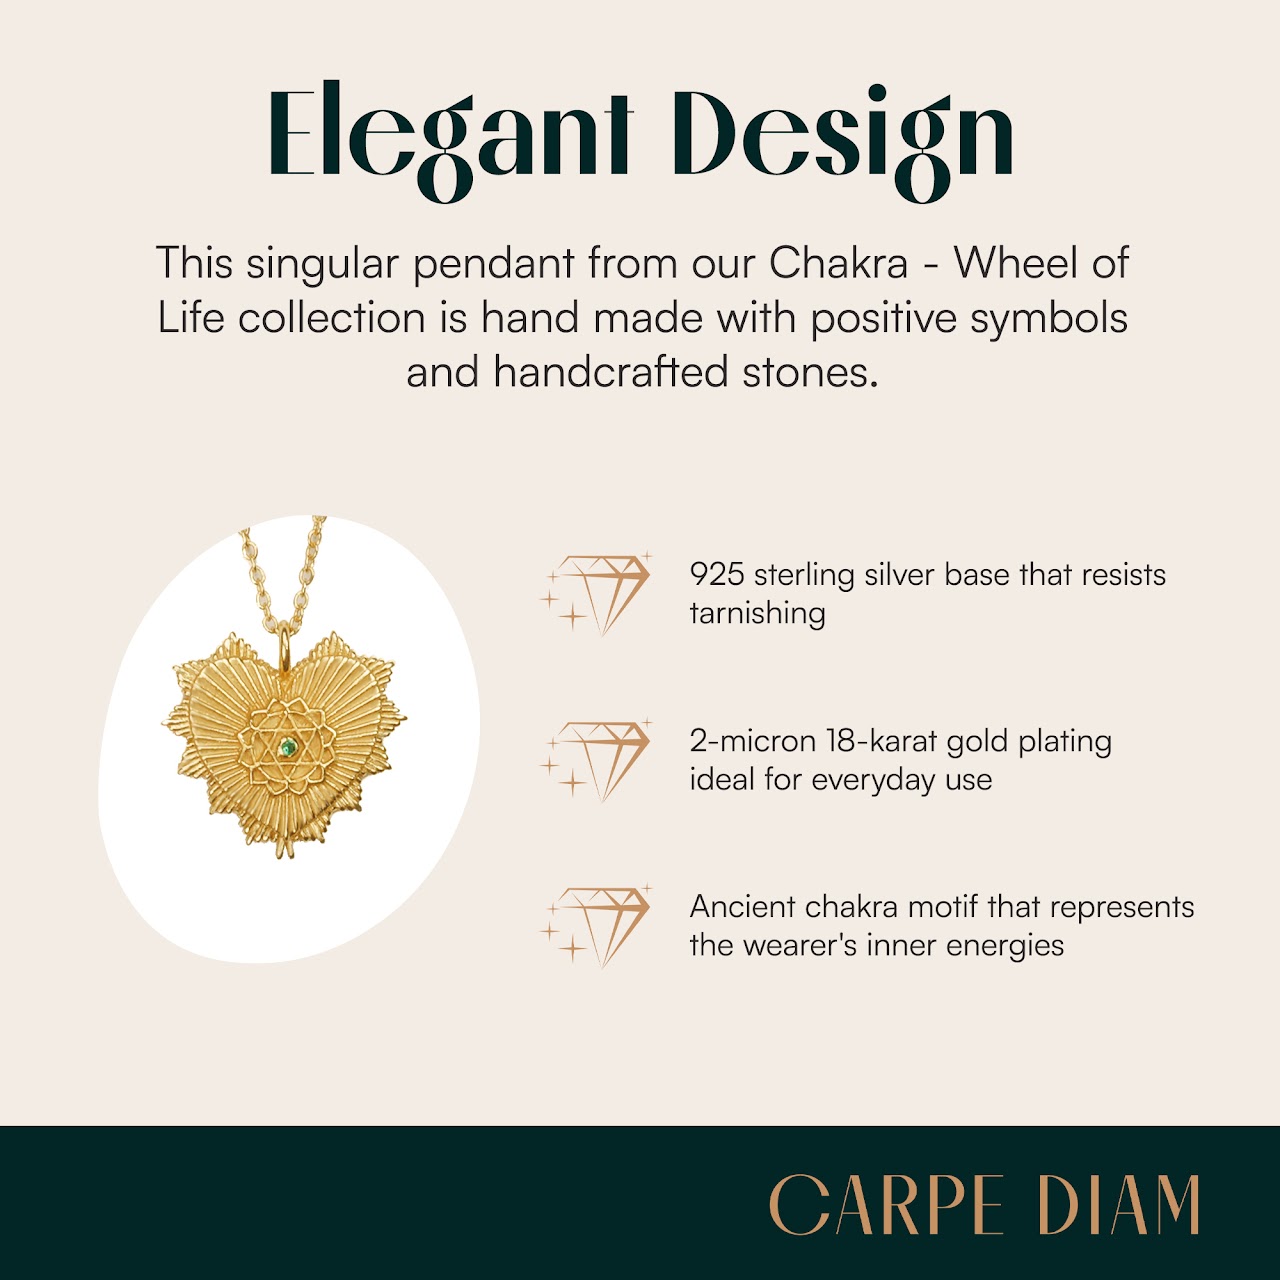 Elegant Design
This singular pendant from our Chakra - Wheel of
Life collection is hand made with positive symbols
and handcrafted stones.
925 sterling silver base that resists
tarnishing
2-micron 18-karat gold plating
ideal for everyday use
Ancient chakra motif that represents
the wearer's inner energies
CARPE DIAM